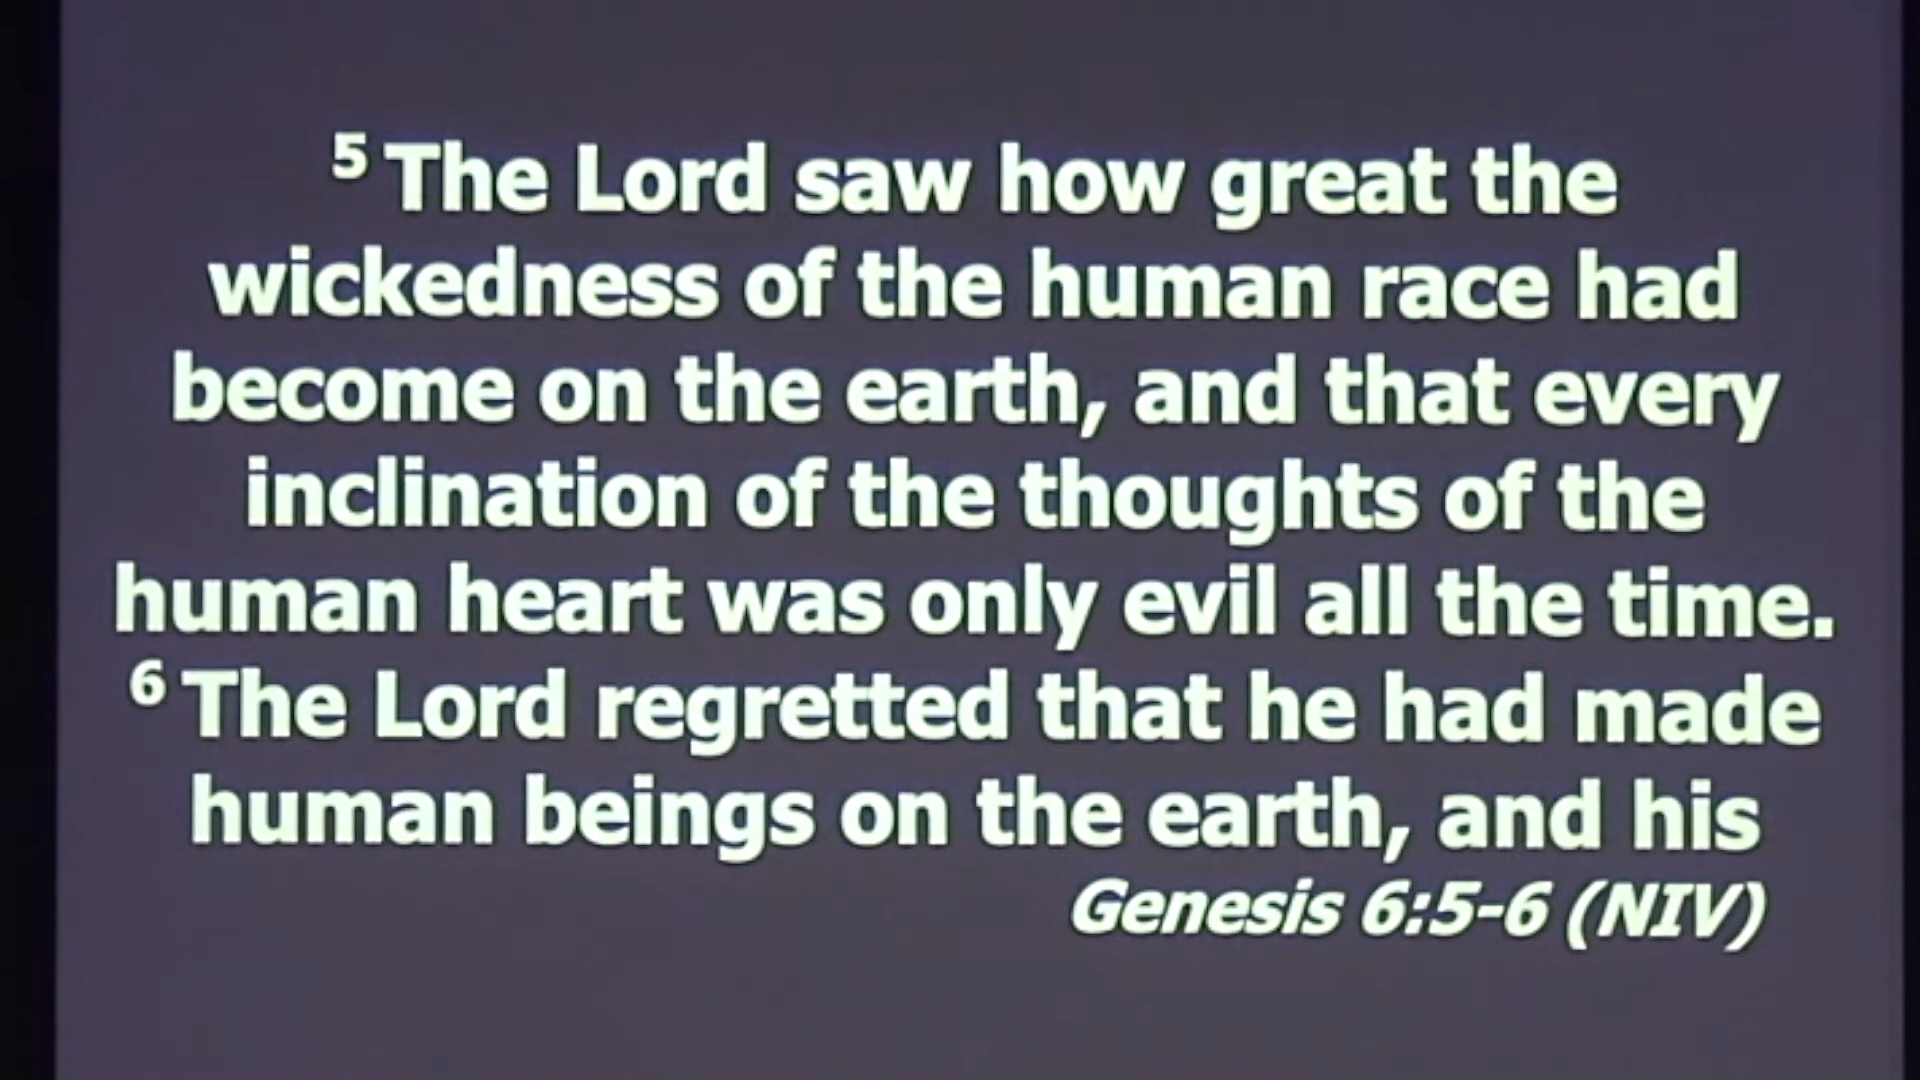 5 The Lord saw how great the
wickedness of the human race had
become on the earth, and that every
inclination of the thoughts of the
human heart was only evil all the time.
6 The Lord regretted that he had made
human beings on the earth, and his
Genesis 6:5-6 (NIV)